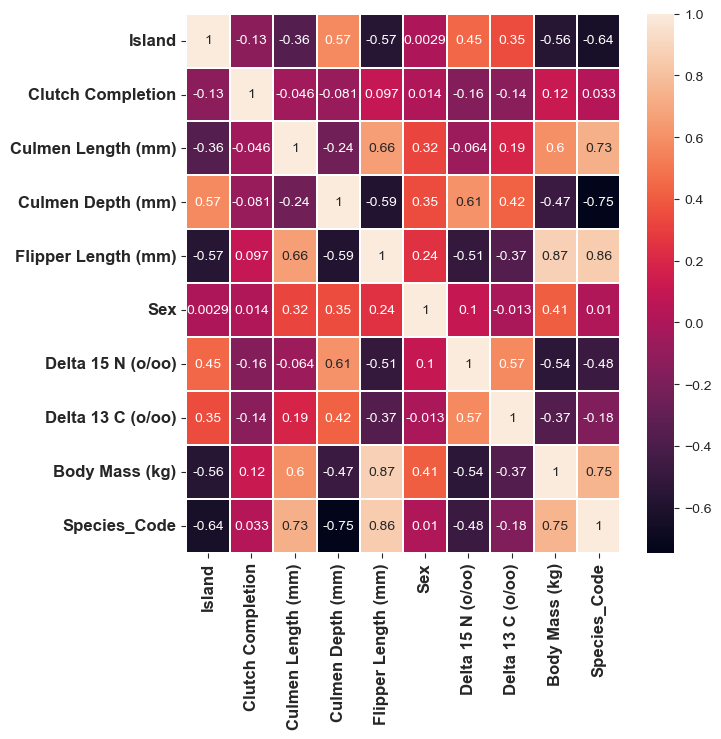 Island 1 -0.13 -0.36 0.57 -0.57 0.0029 0.45 0.35 -0.56 -0.64
Clutch Completion -0.13 1 -0.046 -0.081 0.097 0.014 -0.16 -0.14 0.12 0.033
Culmen Length (mm) -0.36 -0.046 1 -0.24 0.66 0.32 -0.064 0.19 0.6 0.73
Culmen Depth (mm) 0.57 -0.081 -0.24 1 -0.59 0.35 0.61 0.42 -0.47 -0.75
Flipper Length (mm) -0.57 0.097 0.66 -0.59 1 0.24 -0.51 -0.37 0.87 0.86
Sex 0.0029 0.014 0.32 0.35 0.24 1 0.1 -0.013 0.41 0.01
Delta 15 N (o/oo) 0.45 -0.16 -0.064 0.61 -0.51 0.1 1 0.57 -0.54 -0.48
Delta 13 C (o/oo) 0.35 -0.14 0.19 0.42 -0.37 -0.013 0.57 1 -0.37 -0.18
Body Mass (kg) -0.56 0.12 0.6 -0.47 0.87 0.41 -0.54 -0.37 1 0.75
Species_Code -0.64 0.033 0.73 -0.75 0.86 0.01 -0.48 -0.18 0.75 1
Island
Clutch Completion
Culmen Length (mm)
Culmen Depth (mm)
Flipper Length (mm)
Sex
Delta 15 N (o/oo)
Delta 13 C (o/oo)
Body Mass (kg)
Species_Code
1.0
0.8
0.6
0.4
0.2
0.0
−0.2
−0.4
−0.6